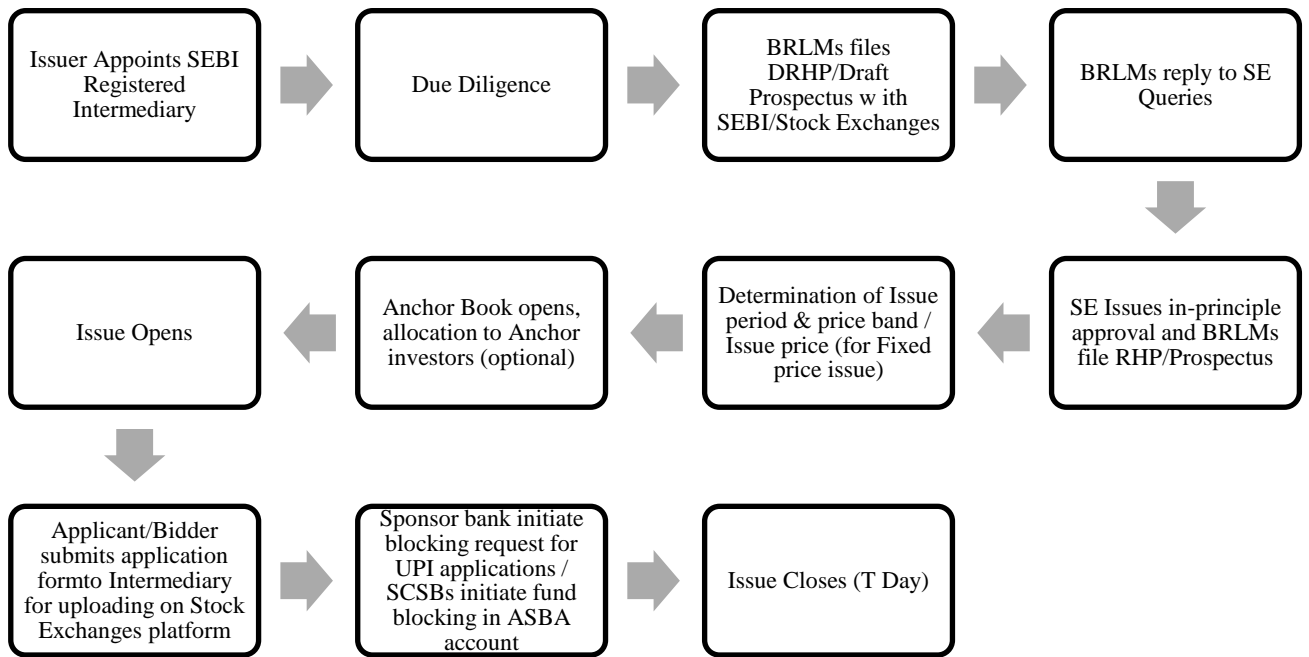 Issuer Appoints SEBI
Registered
Intermediary
Due Diligence
BRLMs files
DRHP/Draft
Prospectus w ith
SEBI/Stock Exchanges
BRLMs reply to SE
Queries
SE Issues in-principle
approval and BRLMs
file RHP/Prospectus
Determination of Issue
period & price band /
Issue price (for Fixed
price issue)
Anchor Book opens,
allocation to Anchor
investors (optional)
Issue Opens
Applicant/Bidder
submits application
formto Intermediary
for uploading on Stock
Exchanges platform
Sponsor bank initiate
blocking request for
UPI applications /
SCSBs initiate fund
blocking in ASBA
account
Issue Closes (T Day)